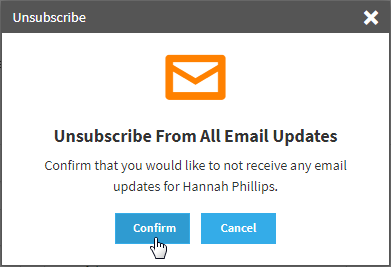 Unsubscribe
Unsubscribe From All Email Updates
Confirm that you would like to not receive any email
updates for Hannah Phillips.
Confirm Cancel